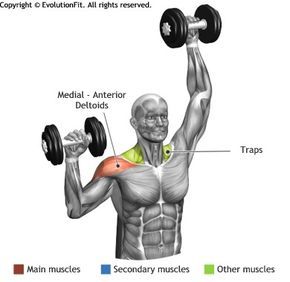 Copyright © EvolutionFit. All rights reserved.
Medial - Anterior
Deltoids
Traps
Main muscles
Secondary muscles
Other muscles